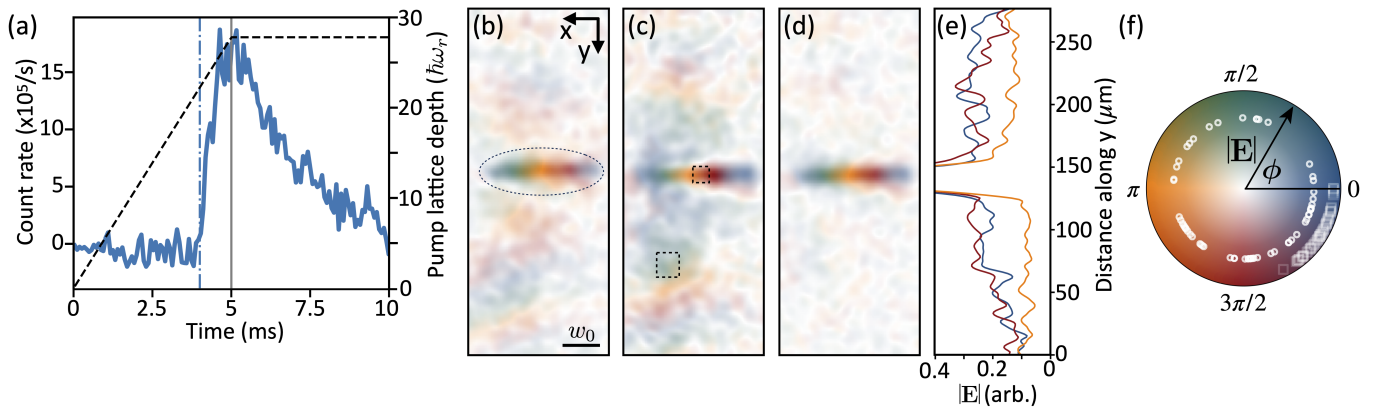 (a)
Count rate (x10⁵/s)
15
10
5
0
0
2.5
5
7.5
10
Time (ms)
30
20
10
0
Pump lattice depth (ℏωᵣ)
(b)
x
y
w₀
(c)
(d)
(e)
250
200
150
100
50
0
Distance along y (μm)
0.4
0.2
0
|E| (arb.)
(f)
π/2
|E|
ϕ
π
0
3π/2